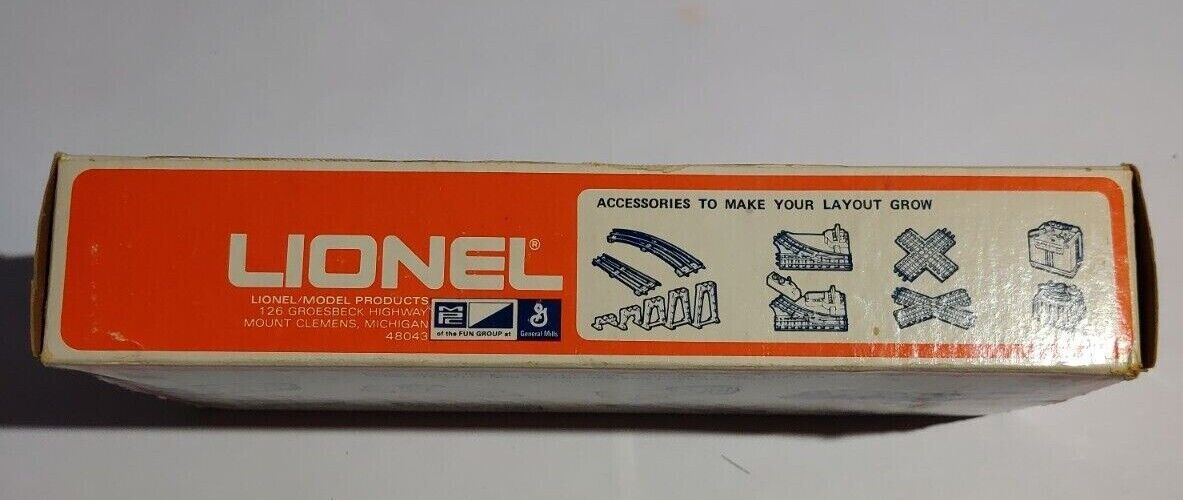 LIONEL®
LIONEL/MODEL PRODUCTS
126 GROESBECK HIGHWAY
MOUNT CLEMENS, MICHIGAN
48043
MPC
of the FUN GROUP at
General Mills
ACCESSORIES TO MAKE YOUR LAYOUT GROW